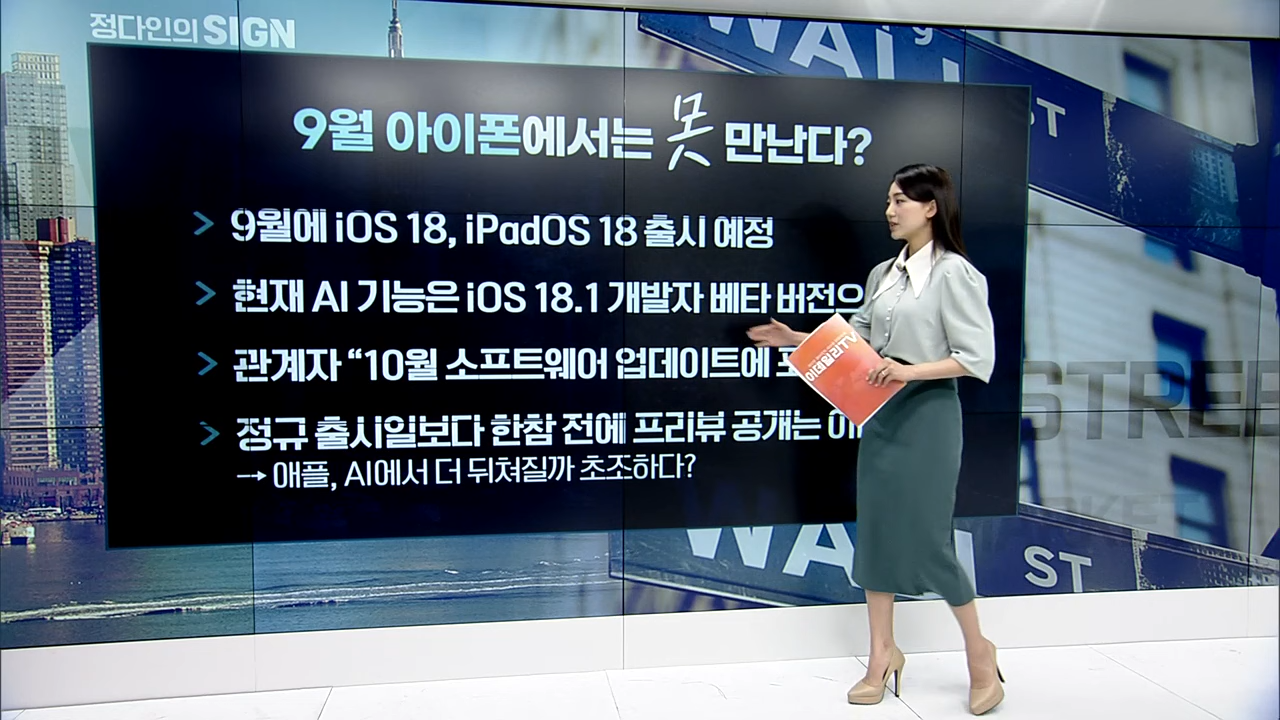 정다인의 SIGN
9월 아이폰에서는 못 만난다?
> 9월에 iOS 18, iPadOS 18 출시 예정
> 현재 AI 기능은 iOS 18.1 개발자 베타 버전으
> 관계자 “10월 소프트웨어 업데이트에
> 정규 출시일보다 한참 전에 프리뷰 공개는
→ 애플, AI에서 더 뒤쳐질까 초조하다?
이데일리TV
WALL
ST
STREE
WALL ST